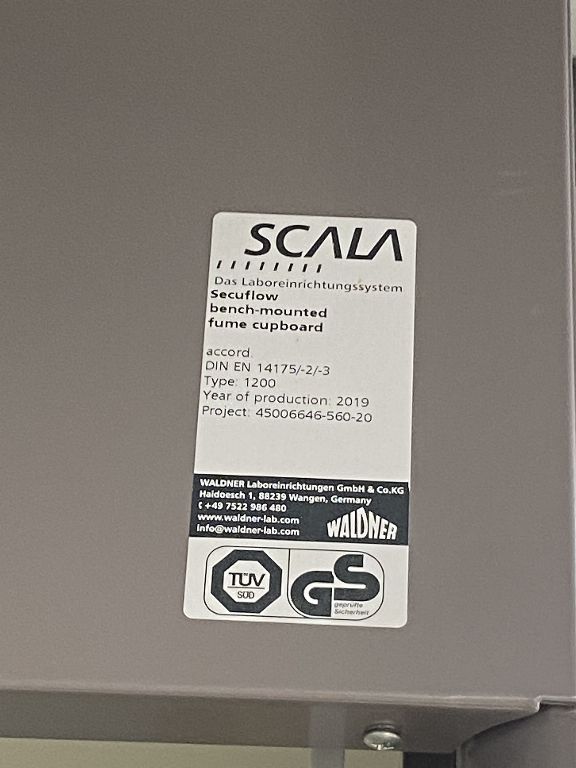 SCALA
Das Laboreinrichtungssystem
Secuflow
bench-mounted
fume cupboard
accord.
DIN EN 14175/-2/-3
Type: 1200
Year of production: 2019
Project: 45006646-560-20
WALDNER Laboreinrichtungen GmbH & Co.KG
Haidoesch 1, 88239 Wangen, Germany
✆ +49 7522 986 480
www.waldner-lab.com
info@waldner-lab.com
WALDNER
TÜV
SÜD
GS
geprüfte
Sicherheit